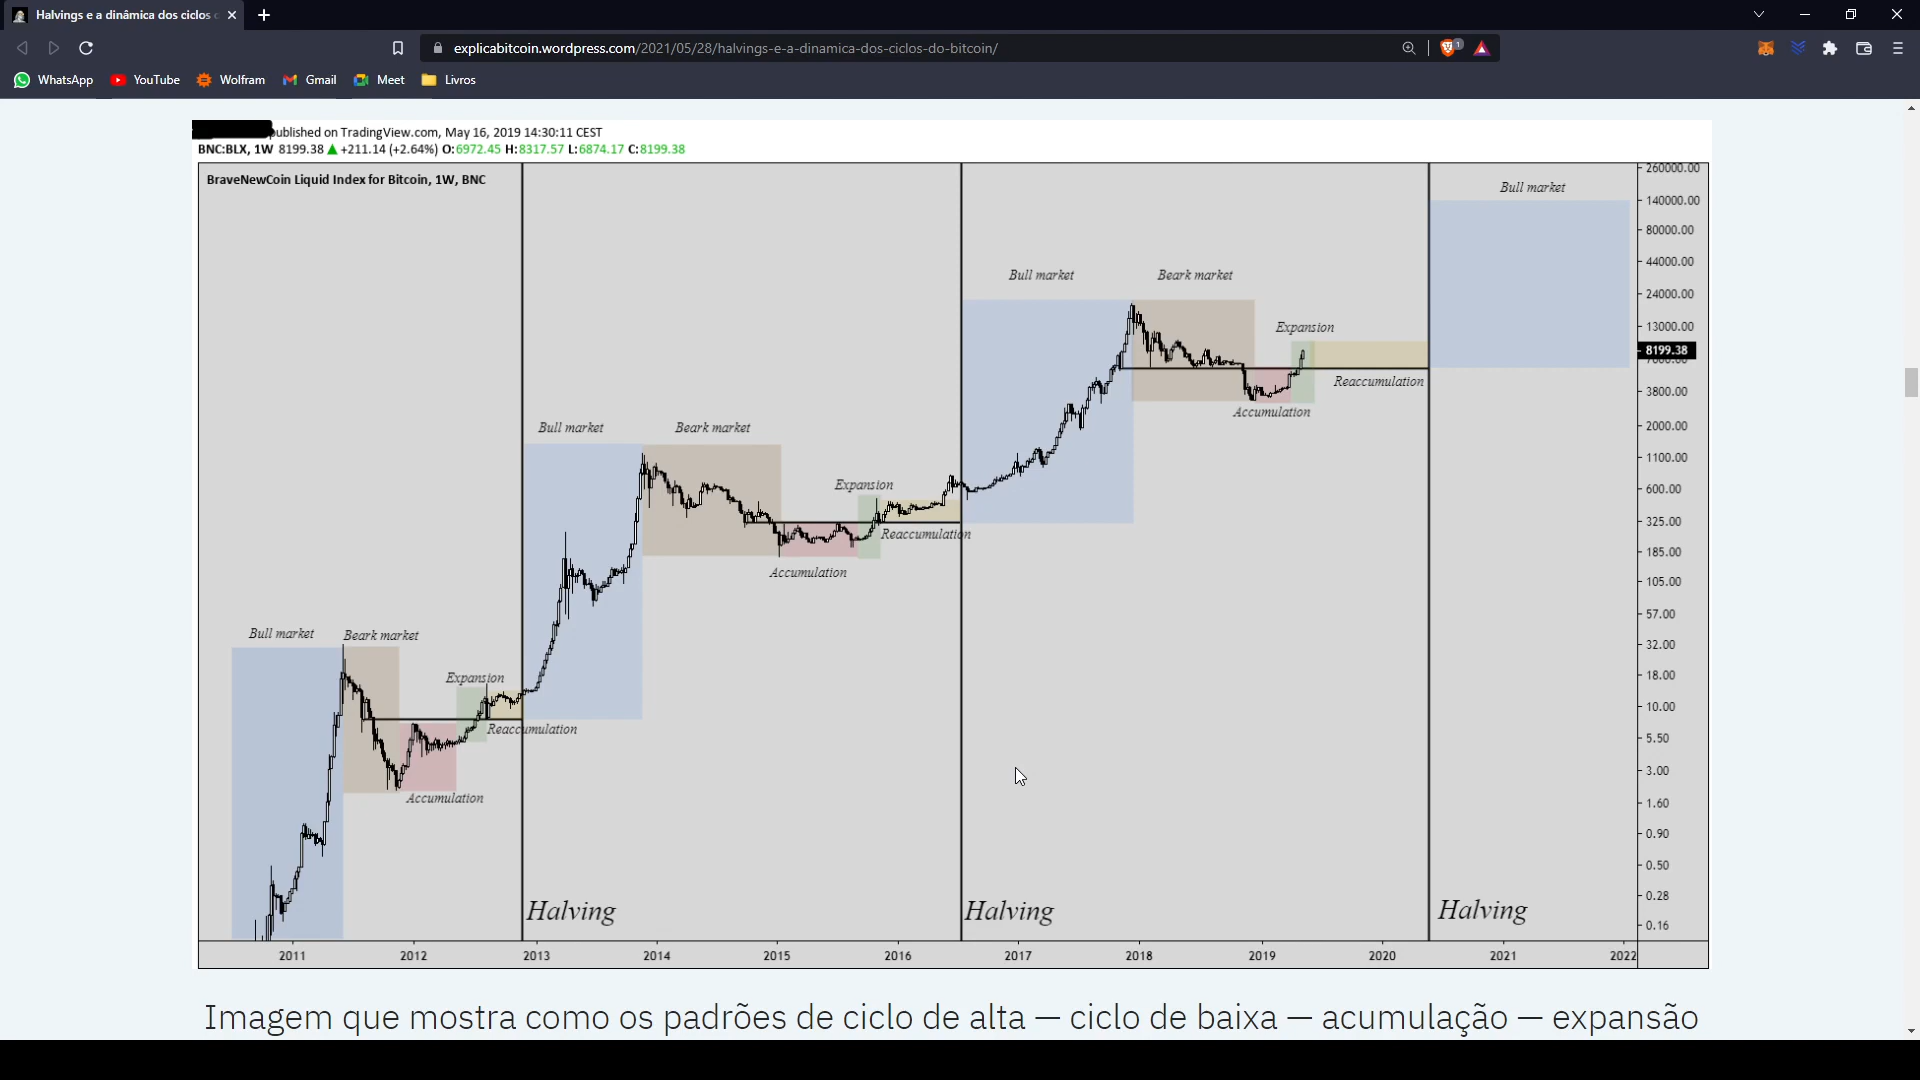 Halvings e a dinâmica dos ciclos
explicabitcoin.wordpress.com/2021/05/28/halvings-e-a-dinamica-dos-ciclos-do-bitcoin/
1
WhatsApp YouTube Wolfram Gmail Meet Livros
published on TradingView.com, May 16, 2019 14:30:11 CEST
BNC:BLX, 1W 8199.38 ▲ +211.14 (+2.64%) O:6972.45 H:8317.57 L:6874.17 C:8199.38
BraveNewCoin Liquid Index for Bitcoin, 1W, BNC
260000.00
Bull market
140000.00
80000.00
44000.00
Bull market Beark market
24000.00
Expansion
13000.00
8199.38
Reaccumulation
3800.00
Accumulation
2000.00
Bull market Beark market
1100.00
Expansion
600.00
325.00
Reaccumulation
185.00
Accumulation
105.00
57.00
Bull market Beark market
32.00
Expansion
18.00
10.00
Reaccumulation
5.50
3.00
Accumulation
1.60
0.90
0.50
0.28
Halving Halving Halving
0.16
2011 2012 2013 2014 2015 2016 2017 2018 2019 2020 2021 2022
Imagem que mostra como os padrões de ciclo de alta — ciclo de baixa — acumulação — expansão